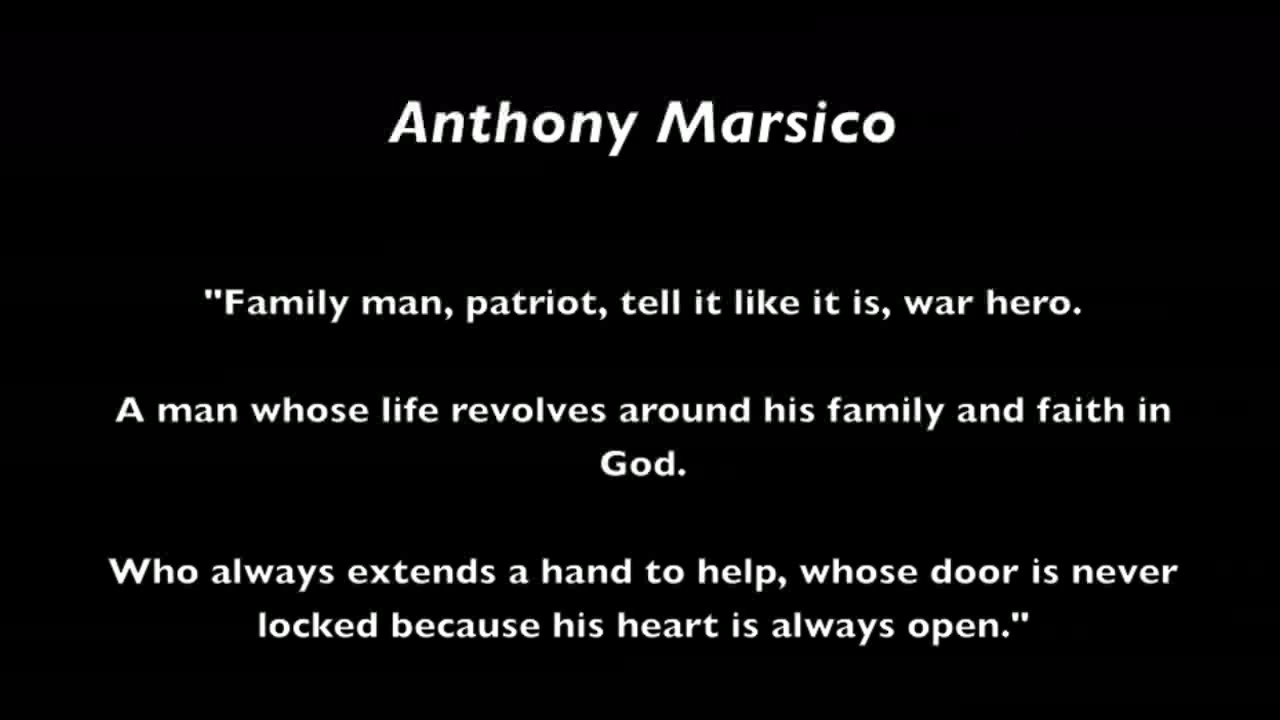 Anthony Marsico
"Family man, patriot, tell it like it is, war hero.
A man whose life revolves around his family and faith in
God.
Who always extends a hand to help, whose door is never
locked because his heart is always open."